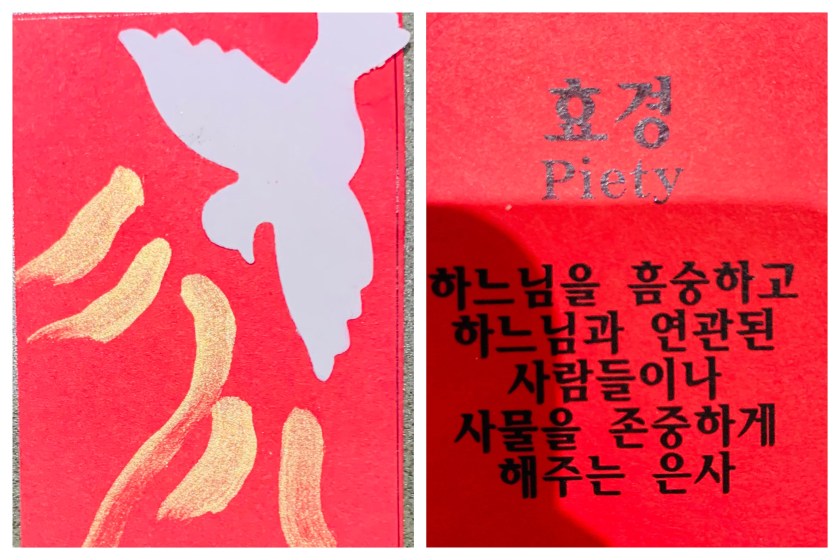 효경
Piety
하느님을 흠숭하고
하느님과 연관된
사람들이나
사물을 존중하게
해주는 은사